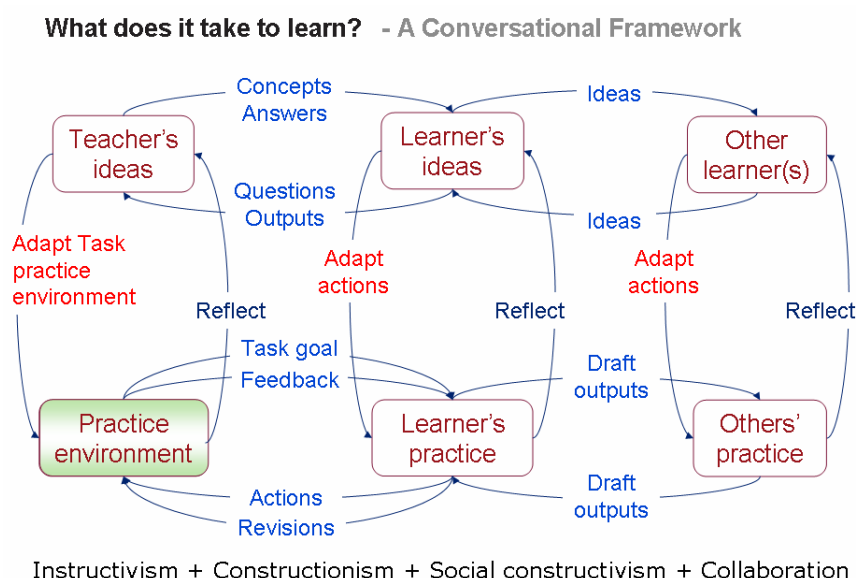 What does it take to learn? - A Conversational Framework
Concepts
Answers
Ideas
Teacher's
ideas
Learner's
ideas
Other
learner(s)
Questions
Outputs
Ideas
Adapt Task
practice
environment
Adapt
actions
Adapt
actions
Reflect
Reflect
Reflect
Task goal
Feedback
Draft
outputs
Practice
environment
Learner's
practice
Others'
practice
Actions
Revisions
Draft
outputs
Instructivism + Constructionism + Social constructivism + Collaboration